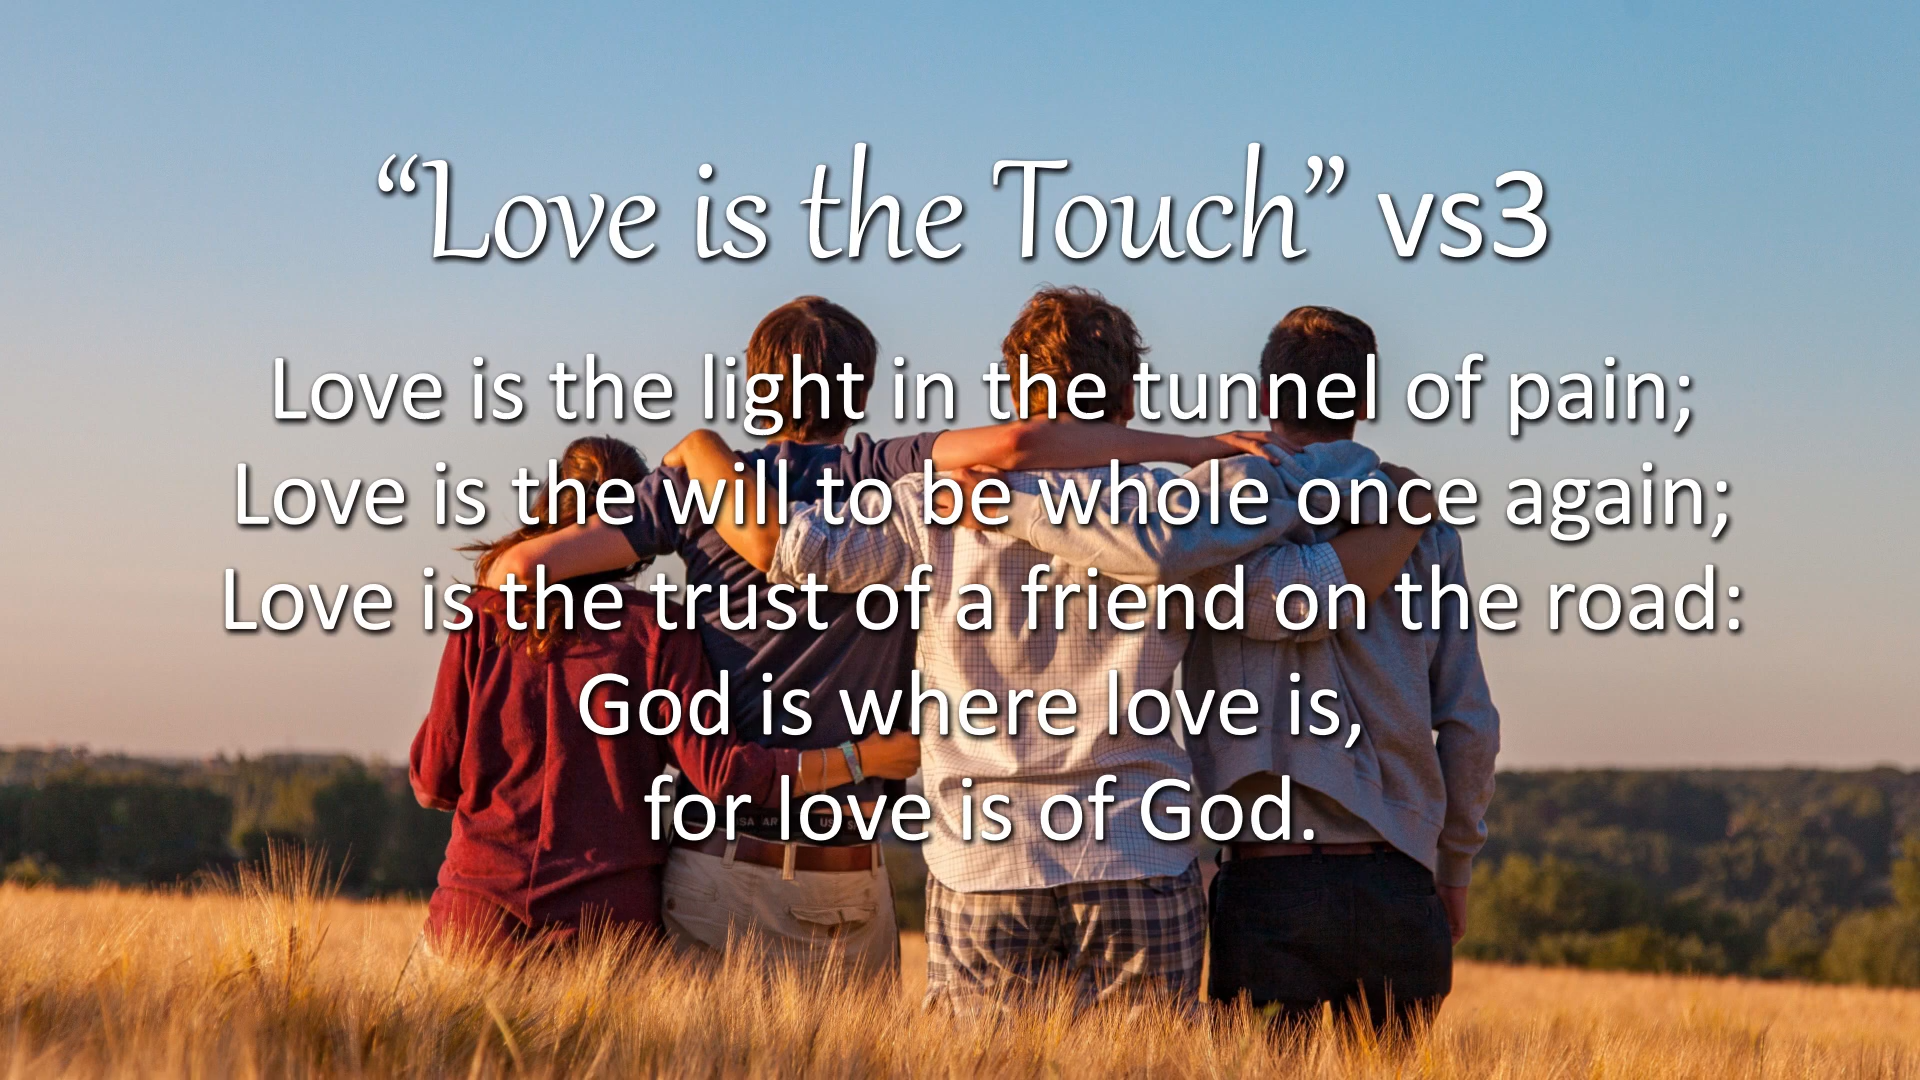 “Love is the Touch” vs3
Love is the light in the tunnel of pain;
Love is the will to be whole once again;
Love is the trust of a friend on the road:
God is where love is,
for love is of God.